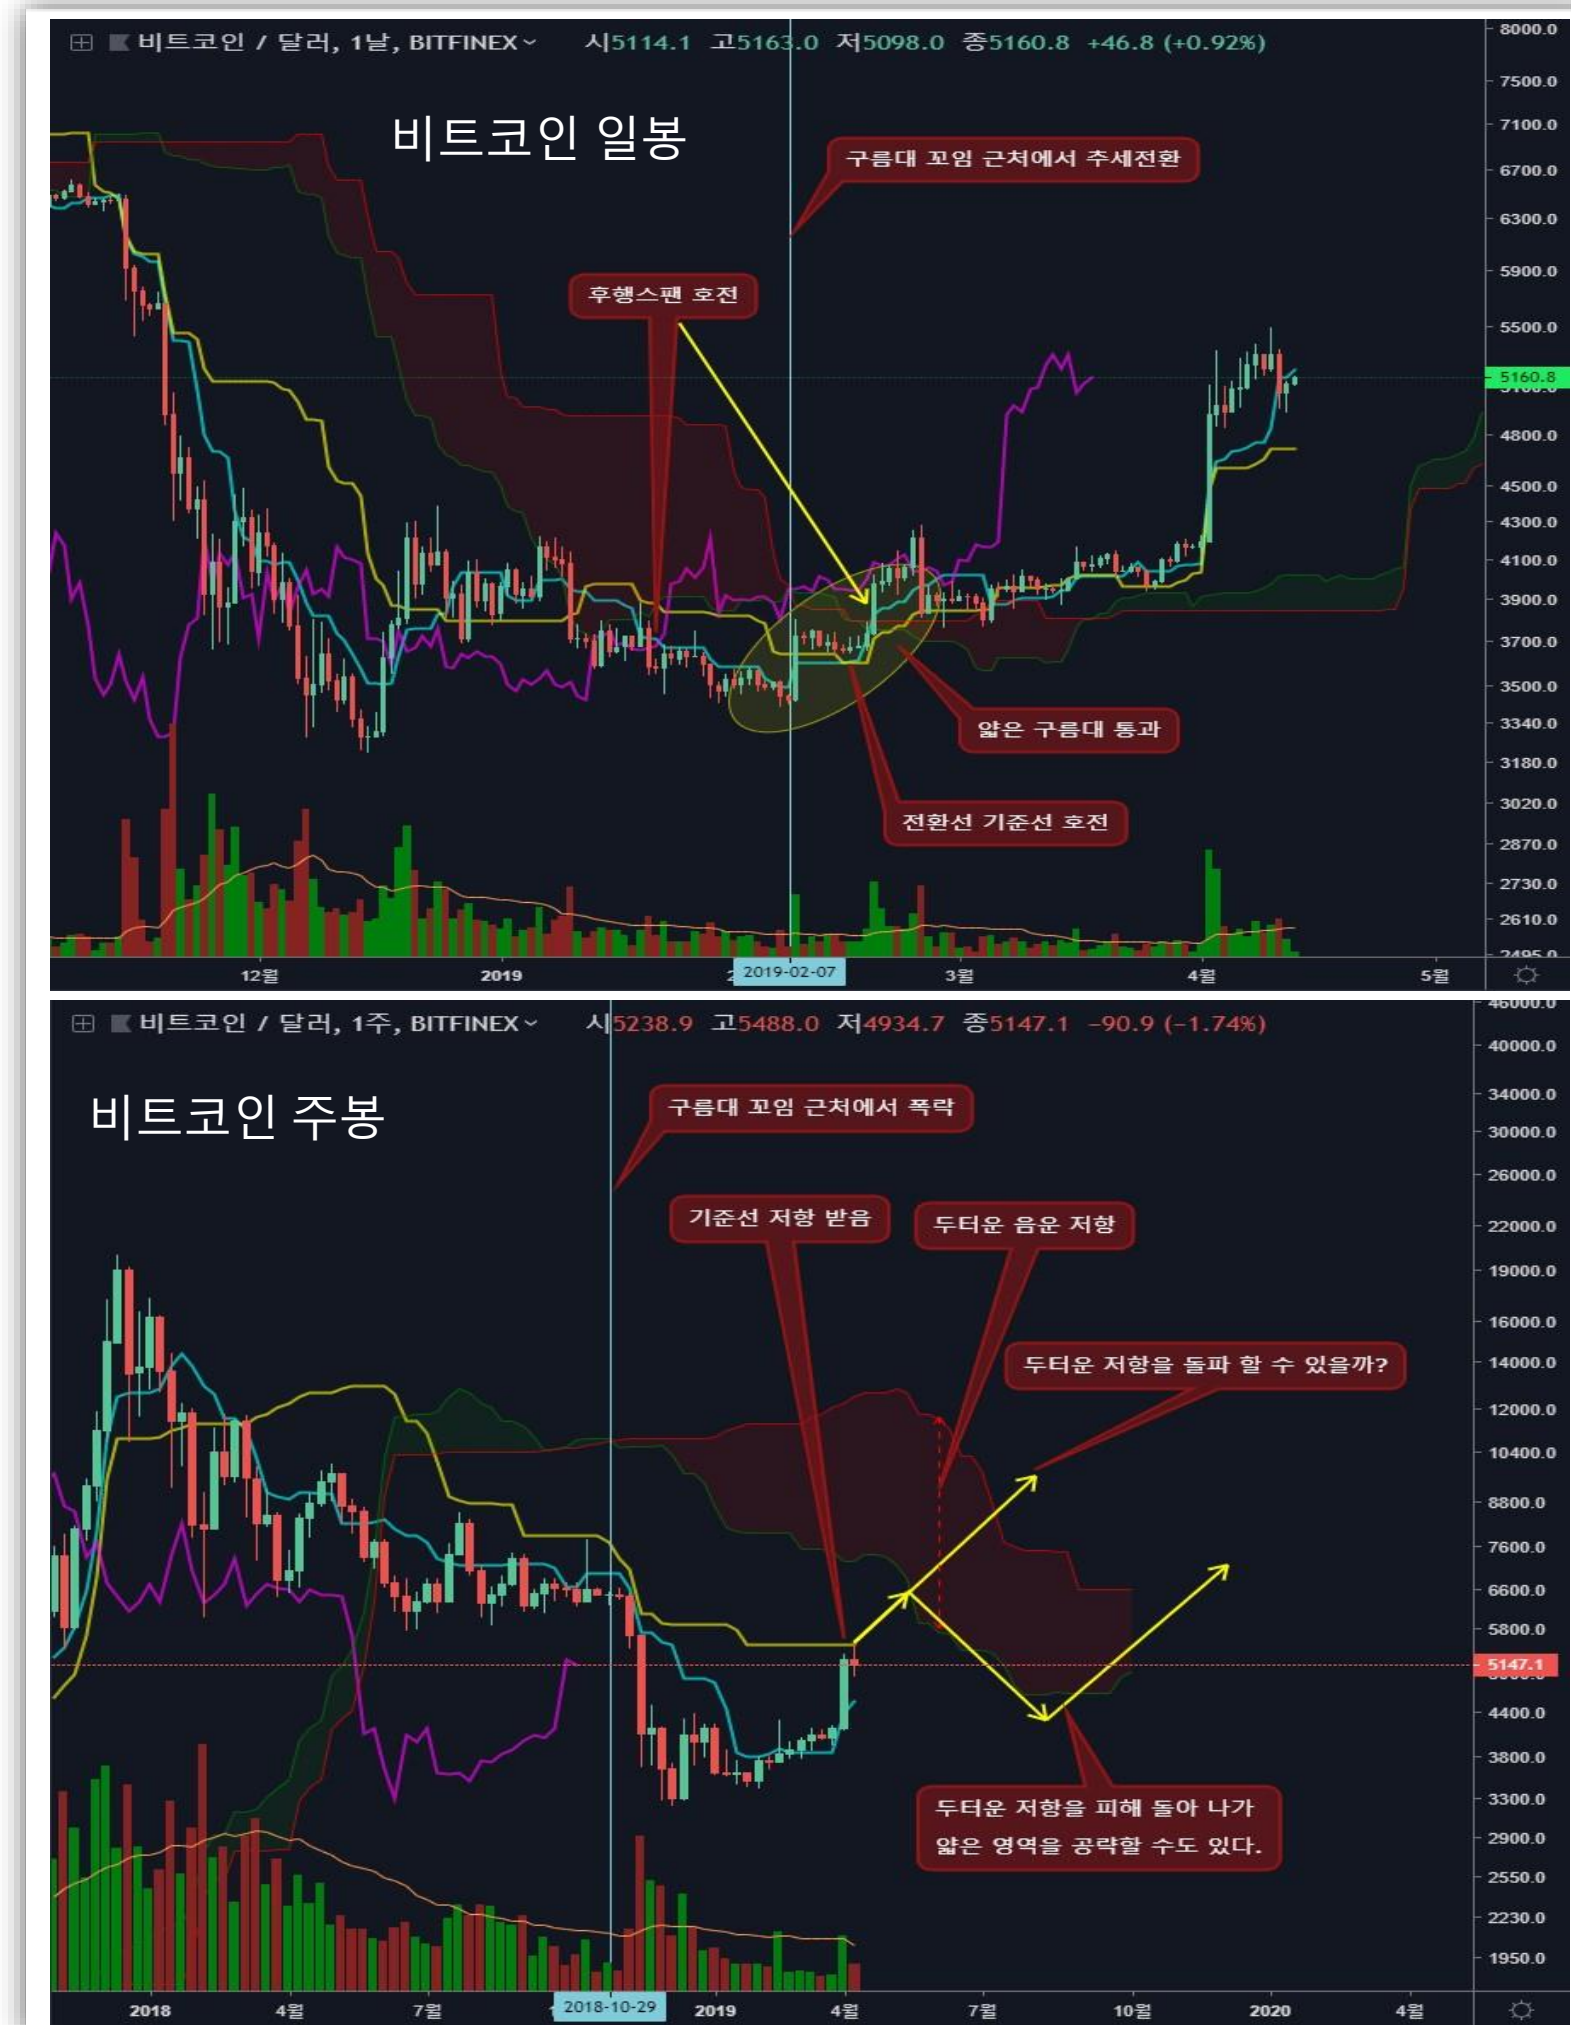 비트코인 / 달러, 1날, BITFINEX 시5114.1 고5163.0 저5098.0 종5160.8 +46.8 (+0.92%)
비트코인 일봉
구름대 꼬임 근처에서 추세전환
후행스팬 호전
얇은 구름대 통과
전환선 기준선 호전
8000.0
7500.0
7100.0
6700.0
6300.0
5900.0
5500.0
5160.8
4800.0
4500.0
4300.0
4100.0
3900.0
3700.0
3500.0
3340.0
3180.0
3020.0
2870.0
2730.0
2610.0
2495.0
12월 2019 2019-02-07 3월 4월 5월
비트코인 / 달러, 1주, BITFINEX 시5238.9 고5488.0 저4934.7 종5147.1 −90.9 (−1.74%)
비트코인 주봉
구름대 꼬임 근처에서 폭락
기준선 저항 받음
두터운 음운 저항
두터운 저항을 돌파 할 수 있을까?
두터운 저항을 피해 돌아 나가
얇은 영역을 공략할 수도 있다.
46000.0
40000.0
34000.0
30000.0
26000.0
22000.0
19000.0
16000.0
14000.0
12000.0
10400.0
8800.0
7600.0
6600.0
5800.0
5147.1
4400.0
3800.0
3300.0
2900.0
2550.0
2230.0
1950.0
2018 4월 7월 2018-10-29 2019 4월 7월 10월 2020 4월